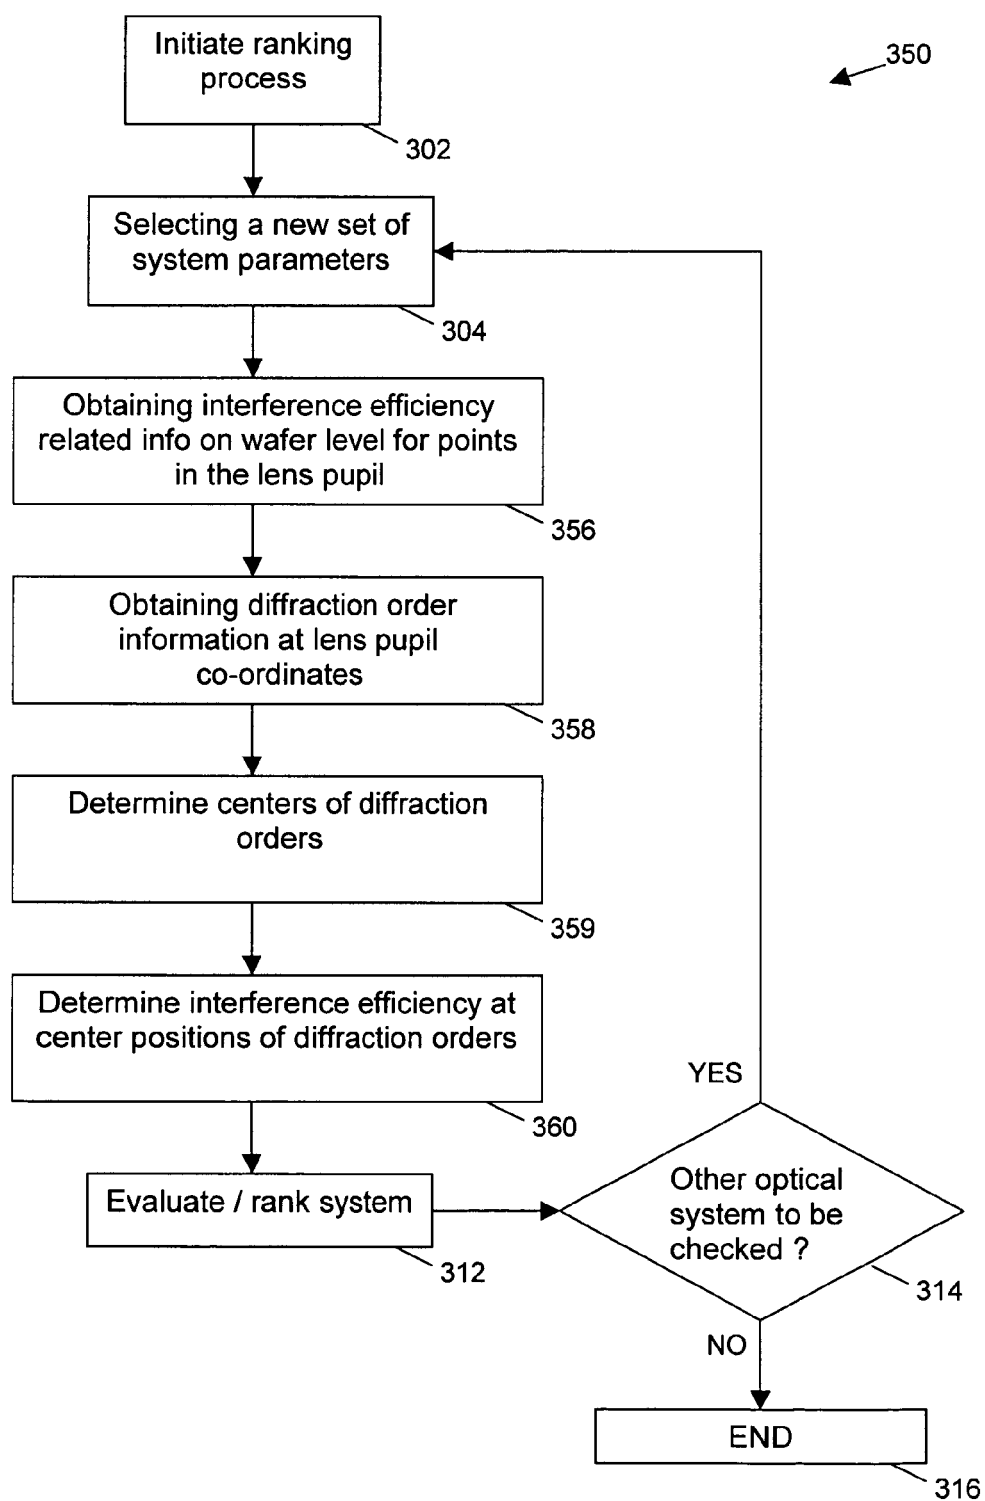 Initiate ranking
process
350
302
Selecting a new set of
system parameters
304
Obtaining interference efficiency
related info on wafer level for points
in the lens pupil
356
Obtaining diffraction order
information at lens pupil
co-ordinates
358
Determine centers of diffraction
orders
359
Determine interference efficiency at
center positions of diffraction orders
360
YES
Evaluate / rank system
312
Other optical
system to be
checked ?
314
NO
END
316